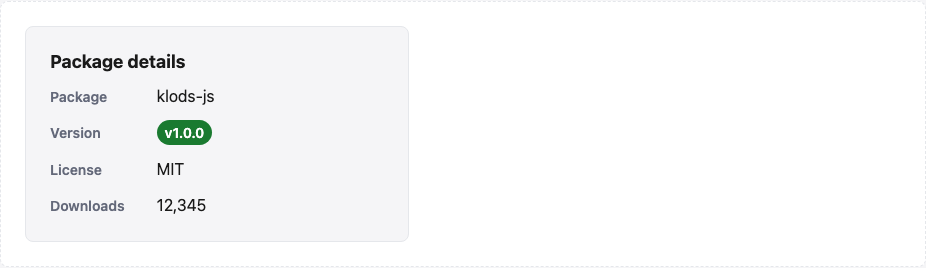 Package details
Package klods-js
Version v1.0.0
License MIT
Downloads 12,345